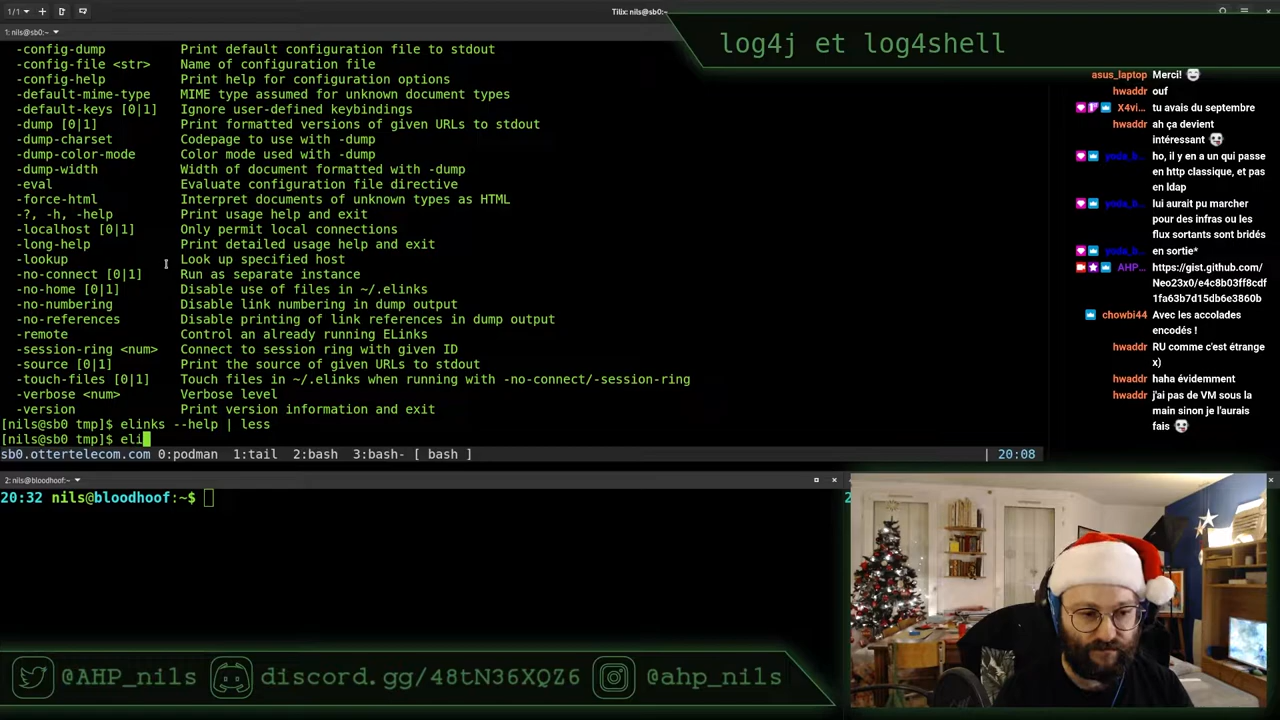 1/1
Tilix: nils@sb0:~
1: nils@sb0:~
log4j et log4shell
-config-dump Print default configuration file to stdout
-config-file <str> Name of configuration file
-config-help Print help for configuration options
-default-mime-type MIME type assumed for unknown document types
-default-keys [0|1] Ignore user-defined keybindings
-dump [0|1] Print formatted versions of given URLs to stdout
-dump-charset Codepage to use with -dump
-dump-color-mode Color mode used with -dump
-dump-width Width of document formatted with -dump
-eval Evaluate configuration file directive
-force-html Interpret documents of unknown types as HTML
-?, -h, -help Print usage help and exit
-localhost [0|1] Only permit local connections
-long-help Print detailed usage help and exit
-lookup Look up specified host
-no-connect [0|1] Run as separate instance
-no-home [0|1] Disable use of files in ~/.elinks
-no-numbering Disable link numbering in dump output
-no-references Disable printing of link references in dump output
-remote Control an already running ELinks
-session-ring <num> Connect to session ring with given ID
-source [0|1] Print the source of given URLs to stdout
-touch-files [0|1] Touch files in ~/.elinks when running with -no-connect/-session-ring
-verbose <num> Verbose level
-version Print version information and exit
[nils@sb0 tmp]$ elinks --help | less
[nils@sb0 tmp]$ eli
sb0.ottertelecom.com 0:podman 1:tail 2:bash 3:bash- [ bash ] | 20:08
asus_laptop Merci!
hwaddr ouf
X4vi... tu avais du septembre
hwaddr ah ça devient
intéressant
yoda_b... ho, il y en a un qui passe
en http classique, et pas
en ldap
yoda_b... lui aurait pu marcher
pour des infras ou les
flux sortants sont bridés
yoda_b... en sortie*
AHP... https://gist.github.com/
Neo23x0/e4c8b03ff8cdf
1fa63b7d15db6e3860b
chowbi44 Avec les accolades
encodés !
hwaddr RU comme c'est étrange
x)
hwaddr haha évidemment
hwaddr j'ai pas de VM sous la
main sinon je l'aurais
fais
2: nils@bloodhoof:~
20:32 nils@bloodhoof:~$
@AHP_nils discord.gg/48tN36XQZ6 @ahp_nils